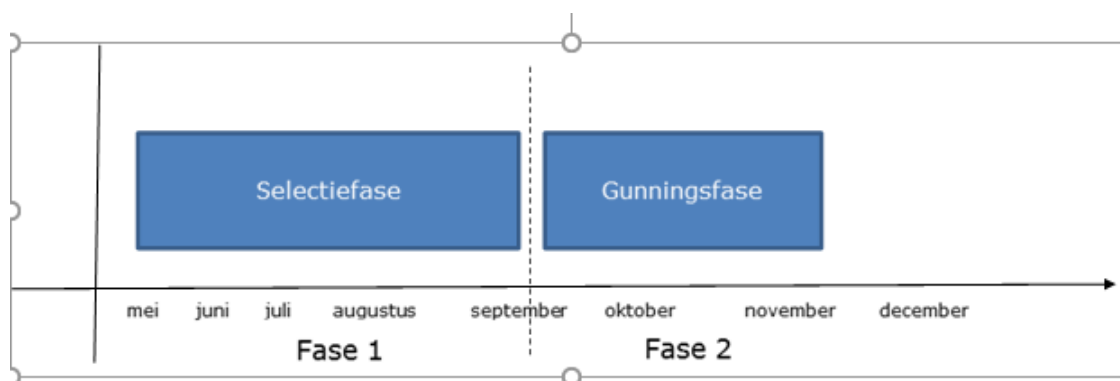 Selectiefase
Gunningsfase
mei juni juli augustus september oktober november december
Fase 1
Fase 2